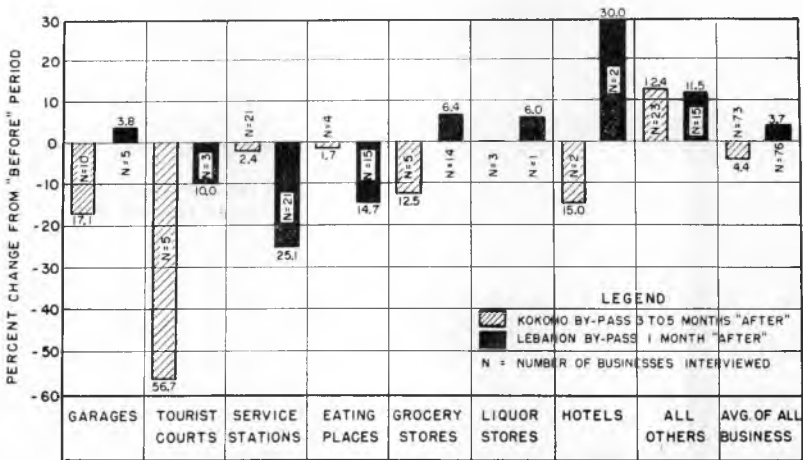 PERCENT CHANGE FROM "BEFORE" PERIOD
30
20
10
0
-10
-20
-30
-40
-50
-60
N=10
17.1
3.8
N=5
N=5
56.7
N=3
10.0
N=21
2.4
N=21
25.1
N=4
1.7
N=15
14.7
N=5
12.5
6.4
N=14
N=3
6.0
N=1
N=2
15.0
30.0
N=2
12.4
N=23
11.5
N=15
N=73
4.4
3.7
N=76
LEGEND
KOKOMO BY-PASS 3 TO 5 MONTHS "AFTER"
LEBANON BY-PASS 1 MONTH "AFTER"
N = NUMBER OF BUSINESSES INTERVIEWED
GARAGES
TOURIST
COURTS
SERVICE
STATIONS
EATING
PLACES
GROCERY
STORES
LIQUOR
STORES
HOTELS
ALL
OTHERS
AVG. OF ALL
BUSINESS